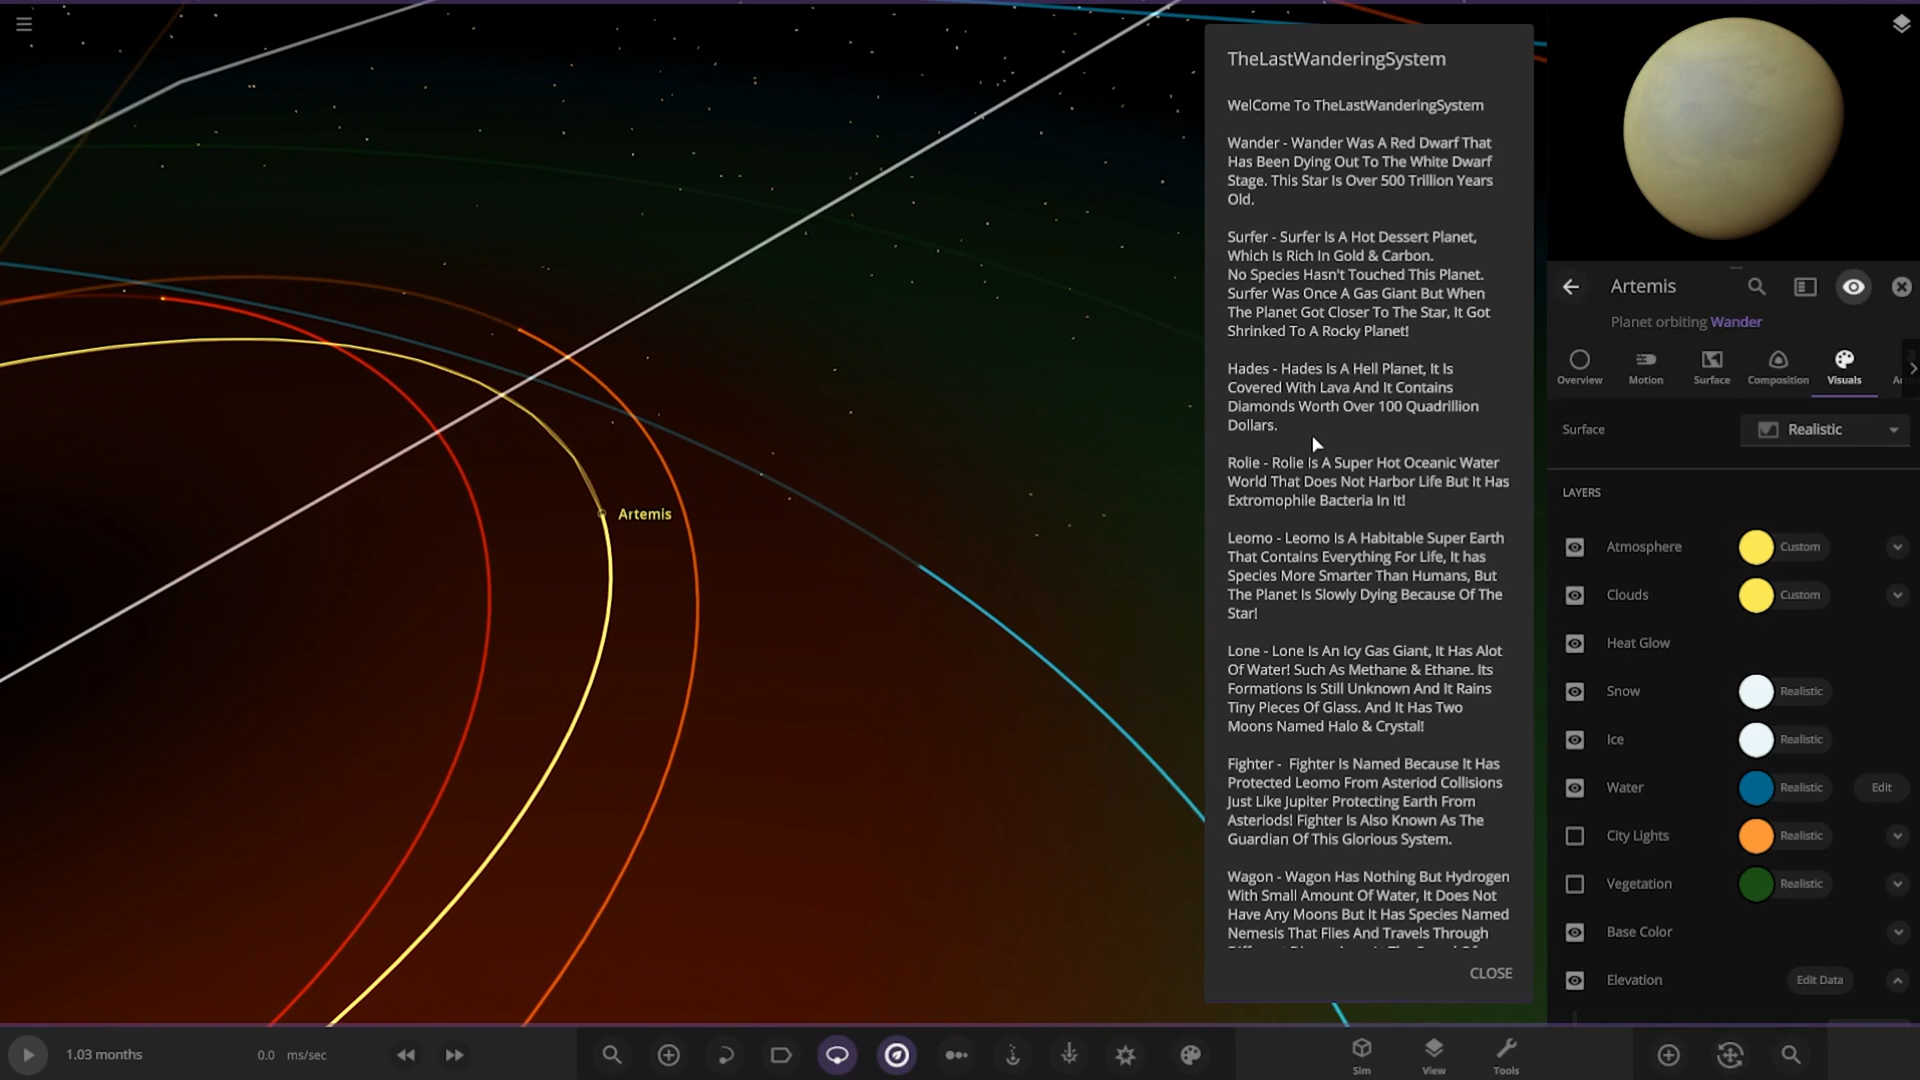 TheLastWanderingSystem
WelCome To TheLastWanderingSystem
Wander - Wander Was A Red Dwarf That
Has Been Dying Out To The White Dwarf
Stage. This Star Is Over 500 Trillion Years
Old.
Surfer - Surfer Is A Hot Dessert Planet,
Which Is Rich In Gold & Carbon.
No Species Hasn't Touched This Planet.
Surfer Was Once A Gas Giant But When
The Planet Got Closer To The Star, It Got
Shrinked To A Rocky Planet!
Hades - Hades Is A Hell Planet, It Is
Covered With Lava And It Contains
Diamonds Worth Over 100 Quadrillion
Dollars.
Rolie - Rolie Is A Super Hot Oceanic Water
World That Does Not Harbor Life But It Has
Extromophile Bacteria In It!
Leomo - Leomo Is A Habitable Super Earth
That Contains Everything For Life, It has
Species More Smarter Than Humans, But
The Planet Is Slowly Dying Because Of The
Star!
Lone - Lone Is An Icy Gas Giant, It Has Alot
Of Water! Such As Methane & Ethane. Its
Formations Is Still Unknown And It Rains
Tiny Pieces Of Glass. And It Has Two
Moons Named Halo & Crystal!
Fighter -  Fighter Is Named Because It Has
Protected Leomo From Asteriod Collisions
Just Like Jupiter Protecting Earth From
Asteriods! Fighter Is Also Known As The
Guardian Of This Glorious System.
Wagon - Wagon Has Nothing But Hydrogen
With Small Amount Of Water, It Does Not
Have Any Moons But It Has Species Named
Nemesis That Flies And Travels Through
CLOSE
Artemis
Artemis
Planet orbiting Wander
Overview Motion Surface Composition Visuals
Surface Realistic
LAYERS
Atmosphere Custom
Clouds Custom
Heat Glow
Snow Realistic
Ice Realistic
Water Realistic Edit
City Lights Realistic
Vegetation Realistic
Base Color
Elevation Edit Data
1.03 months 0.0 ms/sec
Sim View Tools